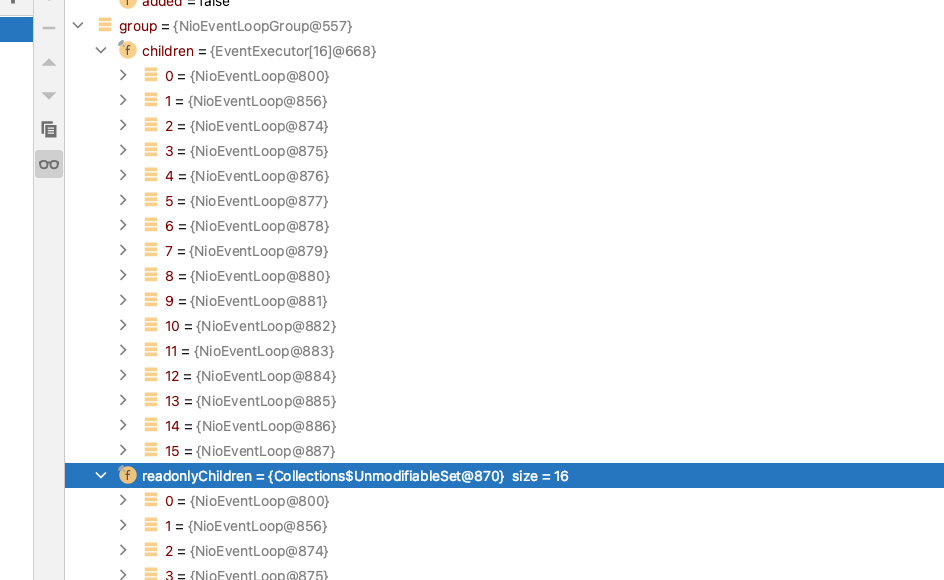 added = false
group = {NioEventLoopGroup@557}
children = {EventExecutor[16]@668}
0 = {NioEventLoop@800}
1 = {NioEventLoop@856}
2 = {NioEventLoop@874}
3 = {NioEventLoop@875}
4 = {NioEventLoop@876}
5 = {NioEventLoop@877}
6 = {NioEventLoop@878}
7 = {NioEventLoop@879}
8 = {NioEventLoop@880}
9 = {NioEventLoop@881}
10 = {NioEventLoop@882}
11 = {NioEventLoop@883}
12 = {NioEventLoop@884}
13 = {NioEventLoop@885}
14 = {NioEventLoop@886}
15 = {NioEventLoop@887}
readonlyChildren = {Collections$UnmodifiableSet@870} size = 16
0 = {NioEventLoop@800}
1 = {NioEventLoop@856}
2 = {NioEventLoop@874}
3 = {NioEventLoop@875}